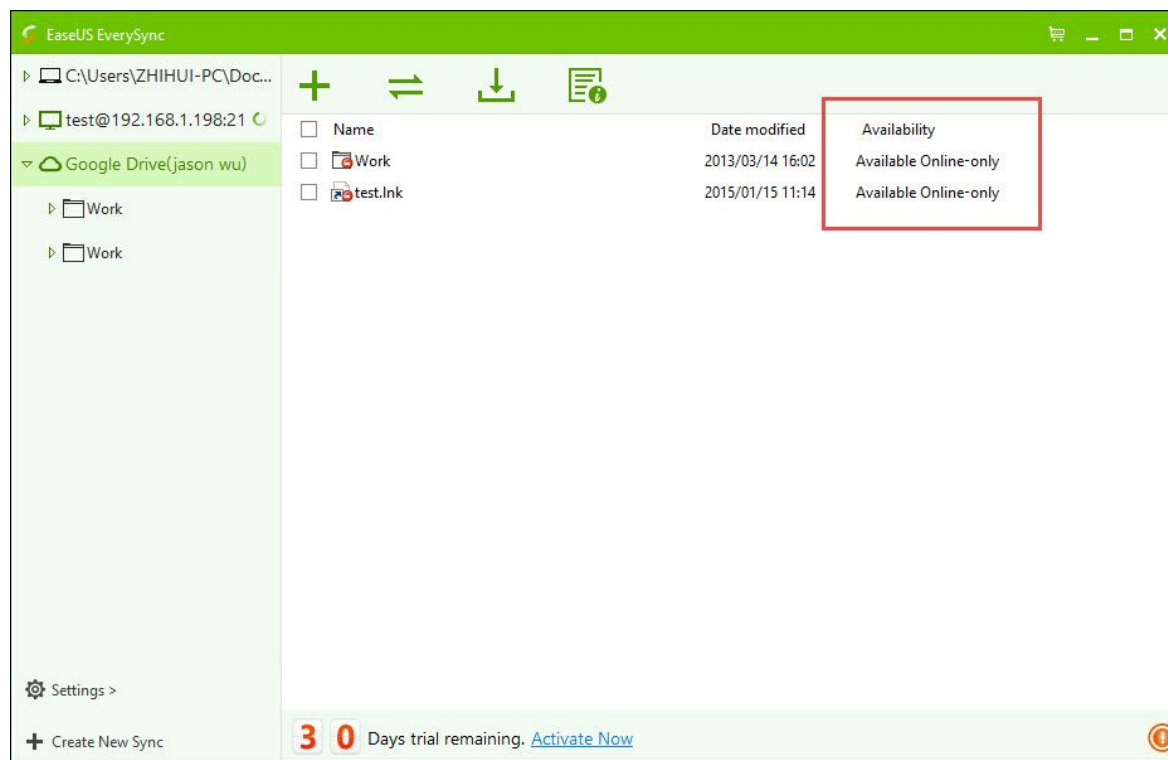 EaseUS EverySync
C:\Users\ZHIHUI-PC\Doc...
test@192.168.1.198:21
Google Drive(jason wu)
Work
Work
Settings >
Create New Sync
Name Date modified Availability
Work 2013/03/14 16:02 Available Online-only
test.lnk 2015/01/15 11:14 Available Online-only
30 Days trial remaining. Activate Now